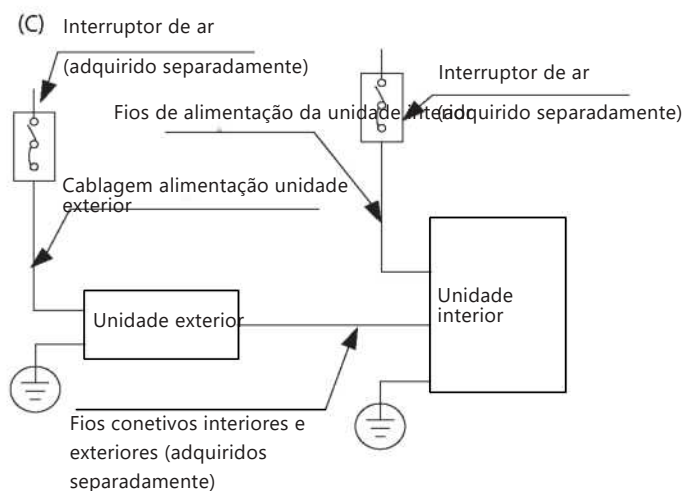 (C)
Interruptor de ar
(adquirido separadamente)
Interruptor de ar
(adquirido separadamente)
Fios de alimentação da unidade interior
Cablagem alimentação unidade
exterior
Unidade exterior
Unidade
interior
Fios conetivos interiores e
exteriores (adquiridos
separadamente)